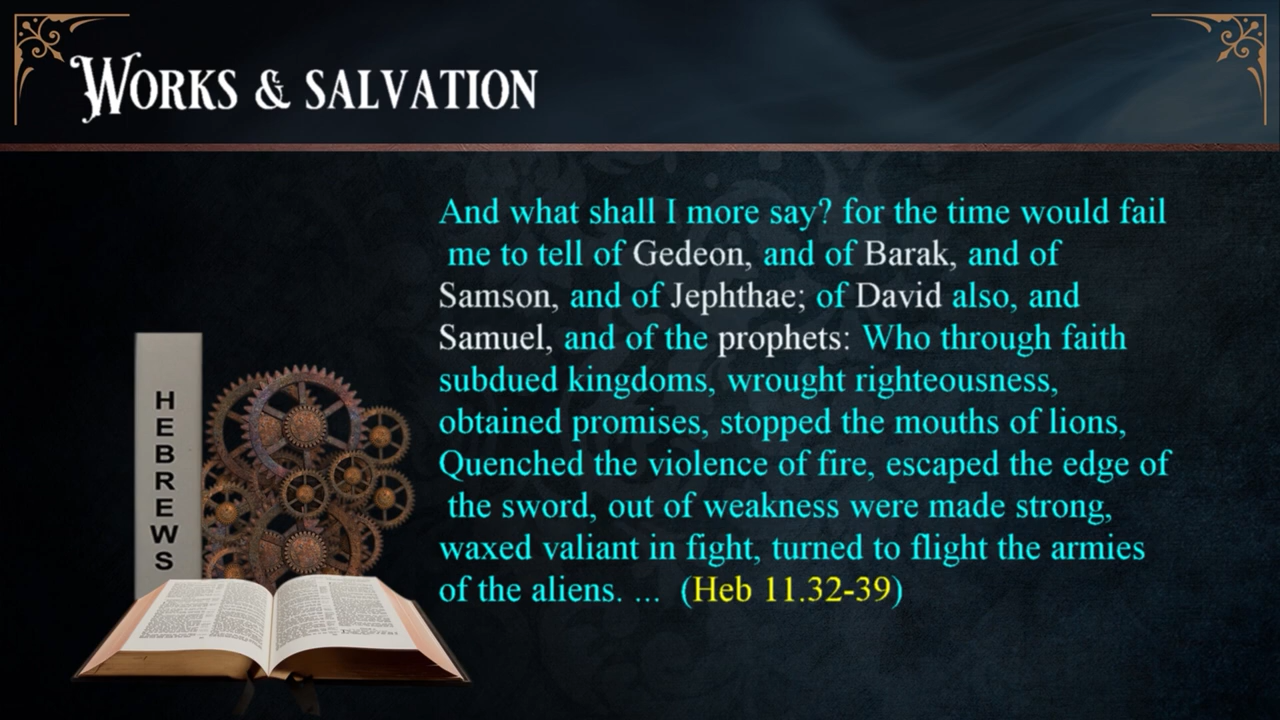 WORKS & SALVATION
And what shall I more say? for the time would fail
me to tell of Gedeon, and of Barak, and of
Samson, and of Jephthae; of David also, and
Samuel, and of the prophets: Who through faith
subdued kingdoms, wrought righteousness,
obtained promises, stopped the mouths of lions,
Quenched the violence of fire, escaped the edge of
the sword, out of weakness were made strong,
waxed valiant in fight, turned to flight the armies
of the aliens. ... (Heb 11.32-39)
HEBREWS